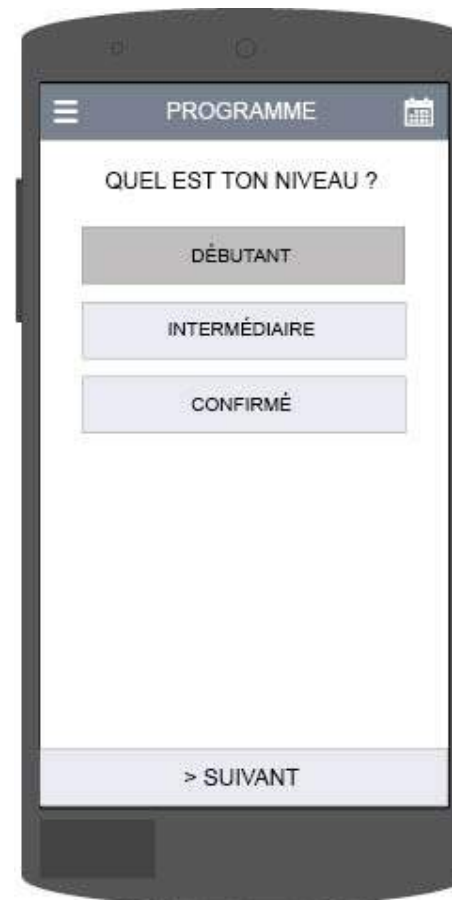 PROGRAMME
QUEL EST TON NIVEAU ?
DÉBUTANT
INTERMÉDIAIRE
CONFIRMÉ
> SUIVANT